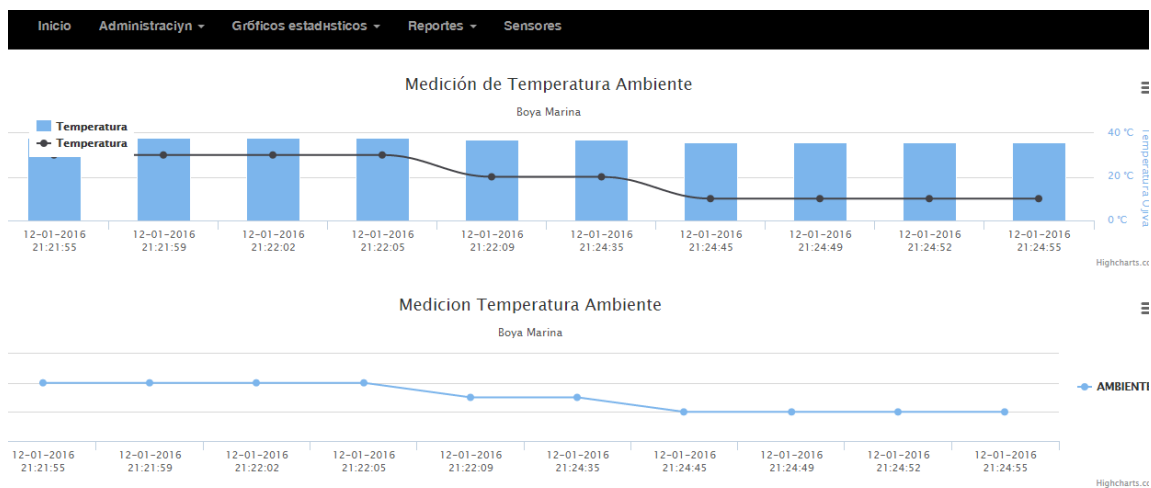 Inicio Administraciyn Grбficos estadнsticos Reportes Sensores
Medición de Temperatura Ambiente
Boya Marina
Temperatura
Temperatura
40 °C
20 °C
0 °C
Temperatura Ojiva
12-01-2016 12-01-2016 12-01-2016 12-01-2016 12-01-2016 12-01-2016 12-01-2016 12-01-2016 12-01-2016 12-01-2016
21:21:55 21:21:59 21:22:02 21:22:05 21:22:09 21:24:35 21:24:45 21:24:49 21:24:52 21:24:55
Highcharts.co
Medicion Temperatura Ambiente
Boya Marina
AMBIENTE
12-01-2016 12-01-2016 12-01-2016 12-01-2016 12-01-2016 12-01-2016 12-01-2016 12-01-2016 12-01-2016 12-01-2016
21:21:55 21:21:59 21:22:02 21:22:05 21:22:09 21:24:35 21:24:45 21:24:49 21:24:52 21:24:55
Highcharts.co